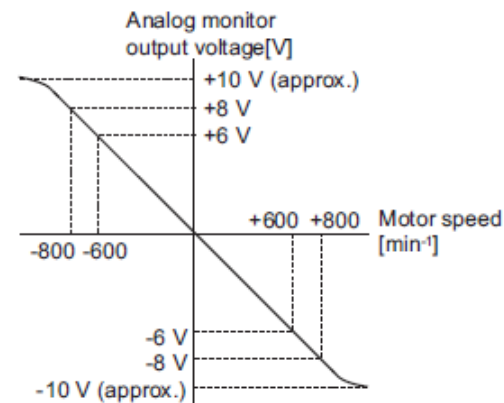 Analog monitor
output voltage[V]
+10 V (approx.)
+8 V
+6 V
+600 +800 Motor speed
[min-1]
-800 -600
-6 V
-8 V
-10 V (approx.)